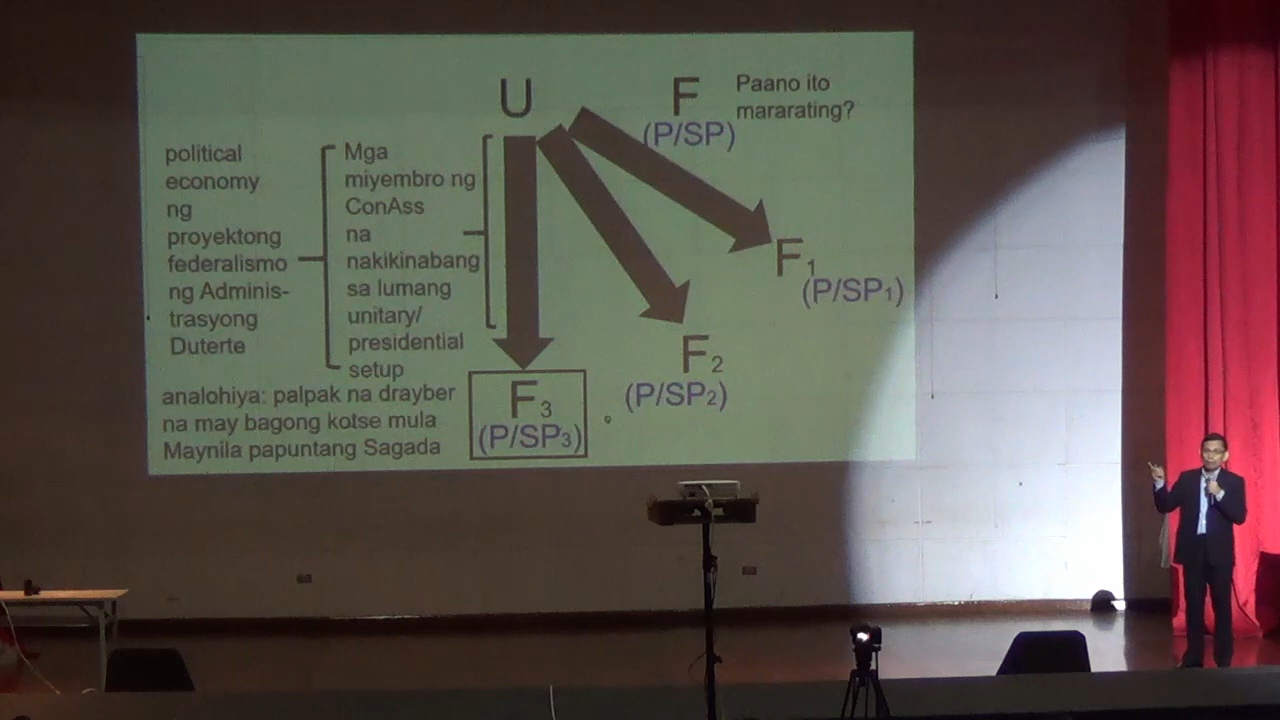 U
F
(P/SP)
Paano ito
mararating?
political
economy
ng
proyektong
federalismo
ng Adminis-
trasyong
Duterte
Mga
miyembro ng
ConAss
na
nakikinabang
sa lumang
unitary/
presidential
setup
F₁
(P/SP₁)
F₂
(P/SP₂)
F₃
(P/SP₃)
analohiya: palpak na drayber
na may bagong kotse mula
Maynila papuntang Sagada